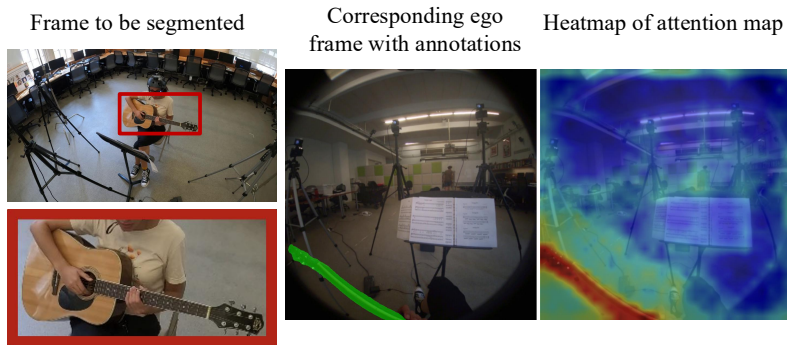 Frame to be segmented
Corresponding ego
frame with annotations
Heatmap of attention map